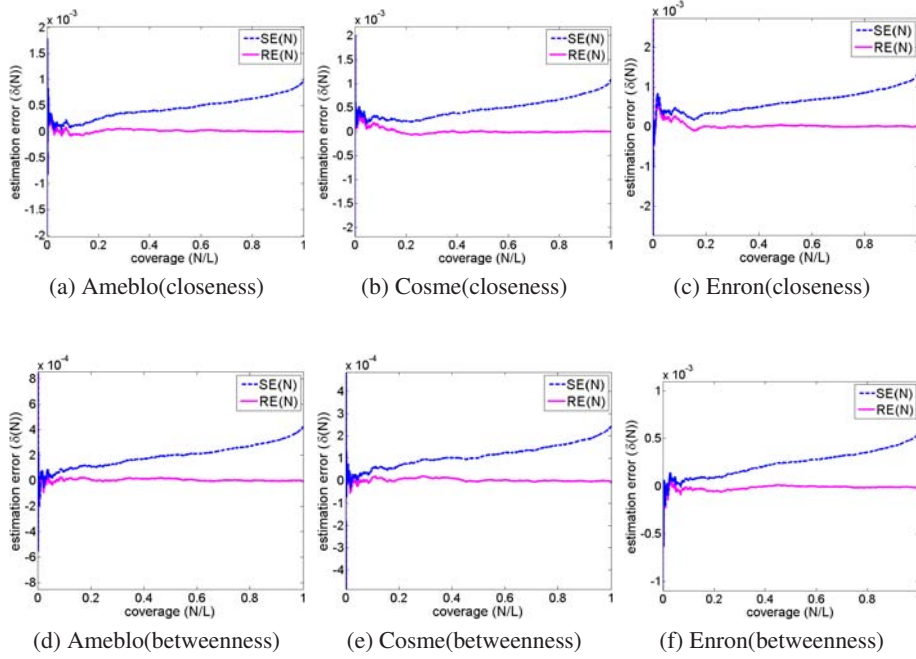 x 10⁻³
2
1.5
1
0.5
0
-0.5
-1
-1.5
-2
estimation error (δ(N))
SE(N)
RE(N)
0 0.2 0.4 0.6 0.8 1
coverage (N/L)
(a) Ameblo(closeness)
x 10⁻³
2
1.5
1
0.5
0
-0.5
-1
-1.5
-2
estimation error (δ(N))
SE(N)
RE(N)
0 0.2 0.4 0.6 0.8 1
coverage (N/L)
(b) Cosme(closeness)
x 10⁻³
2
1
0
-1
-2
estimation error (δ(N))
SE(N)
RE(N)
0 0.2 0.4 0.6 0.8 1
coverage (N/L)
(c) Enron(closeness)
x 10⁻⁴
8
6
4
2
0
-2
-4
-6
-8
estimation error (δ(N))
SE(N)
RE(N)
0 0.2 0.4 0.6 0.8 1
coverage (N/L)
(d) Ameblo(betweenness)
x 10⁻⁴
4
3
2
1
0
-1
-2
-3
-4
estimation error (δ(N))
SE(N)
RE(N)
0 0.2 0.4 0.6 0.8 1
coverage (N/L)
(e) Cosme(betweenness)
x 10⁻³
1
0.5
0
-0.5
-1
estimation error (δ(N))
SE(N)
RE(N)
0 0.2 0.4 0.6 0.8 1
coverage (N/L)
(f) Enron(betweenness)